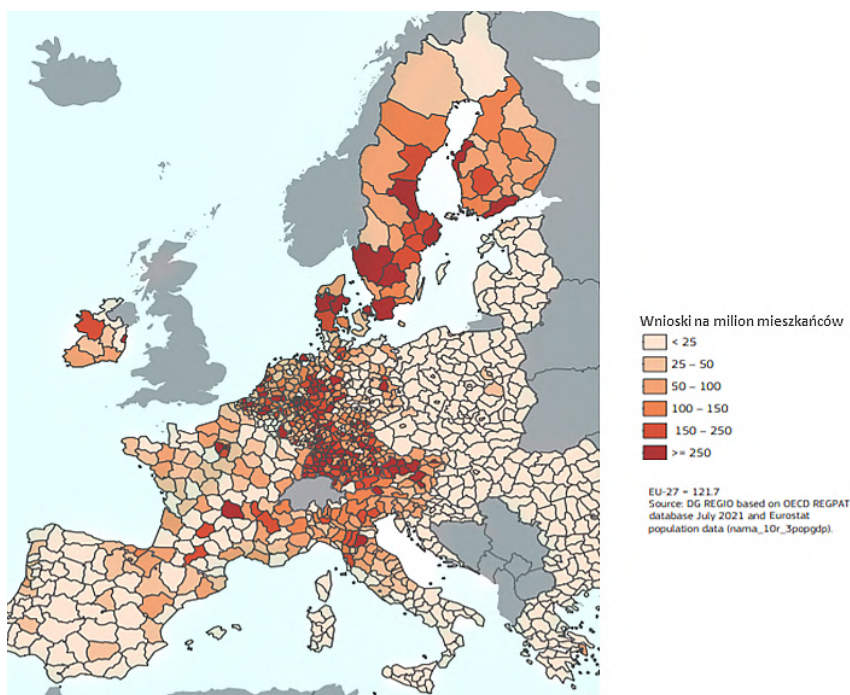 Wnioski na milion mieszkańców
< 25
25 – 50
50 – 100
100 – 150
150 – 250
>= 250
EU-27 = 121.7
Source: DG REGIO based on OECD REGPAT
database July 2021 and Eurostat
population data (nama_10r_3popgdp).